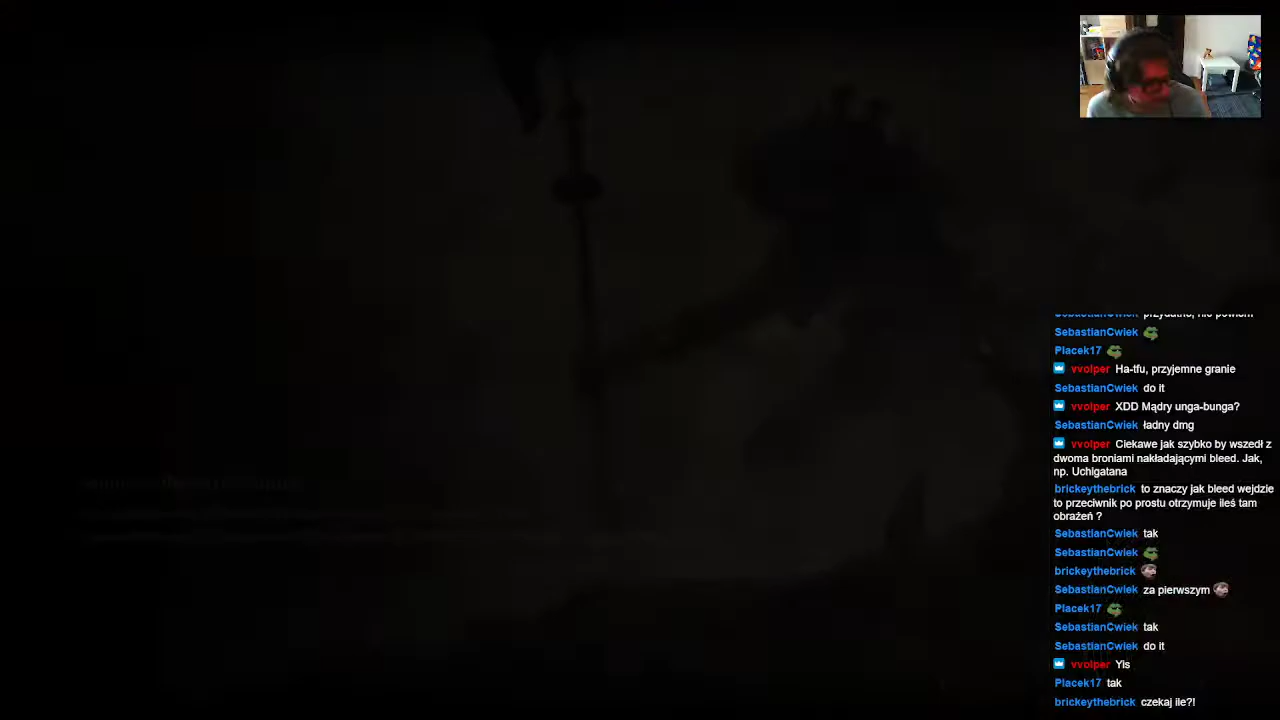 SebastianCwiek
SebastianCwiek
Placek17
vvolper Ha-tfu, przyjemne granie
SebastianCwiek do it
vvolper XDD Mądry unga-bunga?
SebastianCwiek ładny dmg
vvolper Ciekawe jak szybko by wszedł z
dwoma broniami nakładającymi bleed. Jak,
np. Uchigatana
brickeythebrick to znaczy jak bleed wejdzie
to przeciwnik po prostu otrzymuje ileś tam
obrażeń ?
SebastianCwiek tak
SebastianCwiek
brickeythebrick
SebastianCwiek za pierwszym
Placek17
SebastianCwiek tak
SebastianCwiek do it
vvolper Yis
Placek17 tak
brickeythebrick czekaj ile?!